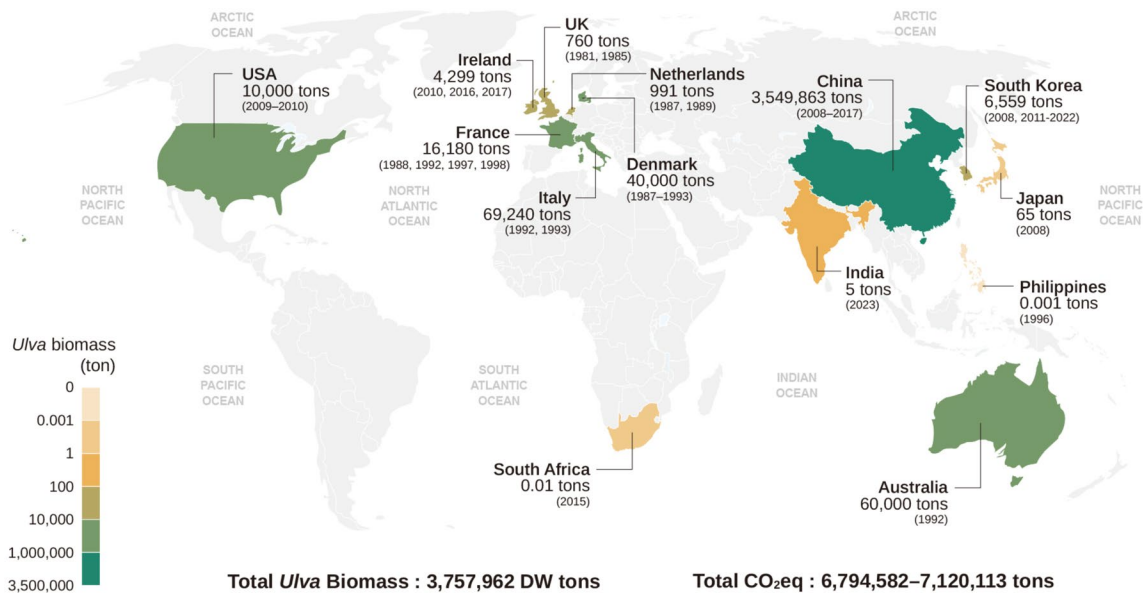 ARCTIC
OCEAN
ARCTIC
OCEAN
USA
10,000 tons
(2009–2010)
Ireland
4,299 tons
(2010, 2016, 2017)
UK
760 tons
(1981, 1985)
Netherlands
991 tons
(1987, 1989)
France
16,180 tons
(1988, 1992, 1997, 1998)
Italy
69,240 tons
(1992, 1993)
Denmark
40,000 tons
(1987–1993)
China
3,549,863 tons
(2008–2017)
South Korea
6,559 tons
(2008, 2011-2022)
Japan
65 tons
(2008)
India
5 tons
(2023)
Philippines
0.001 tons
(1996)
NORTH
PACIFIC
OCEAN
NORTH
ATLANTIC
OCEAN
NORTH
PACIFIC
OCEAN
SOUTH
PACIFIC
OCEAN
SOUTH
ATLANTIC
OCEAN
INDIAN
OCEAN
South Africa
0.01 tons
(2015)
Australia
60,000 tons
(1992)
Ulva biomass
(ton)
0
0.001
1
100
10,000
1,000,000
3,500,000
Total Ulva Biomass : 3,757,962 DW tons
Total CO₂eq : 6,794,582–7,120,113 tons